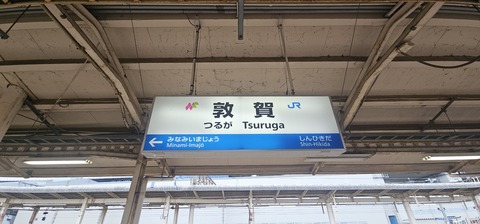 敦賀
JR
つるが Tsuruga
みなみいまじょう しんひきだ
Minami-Imajō Shin-Hikida